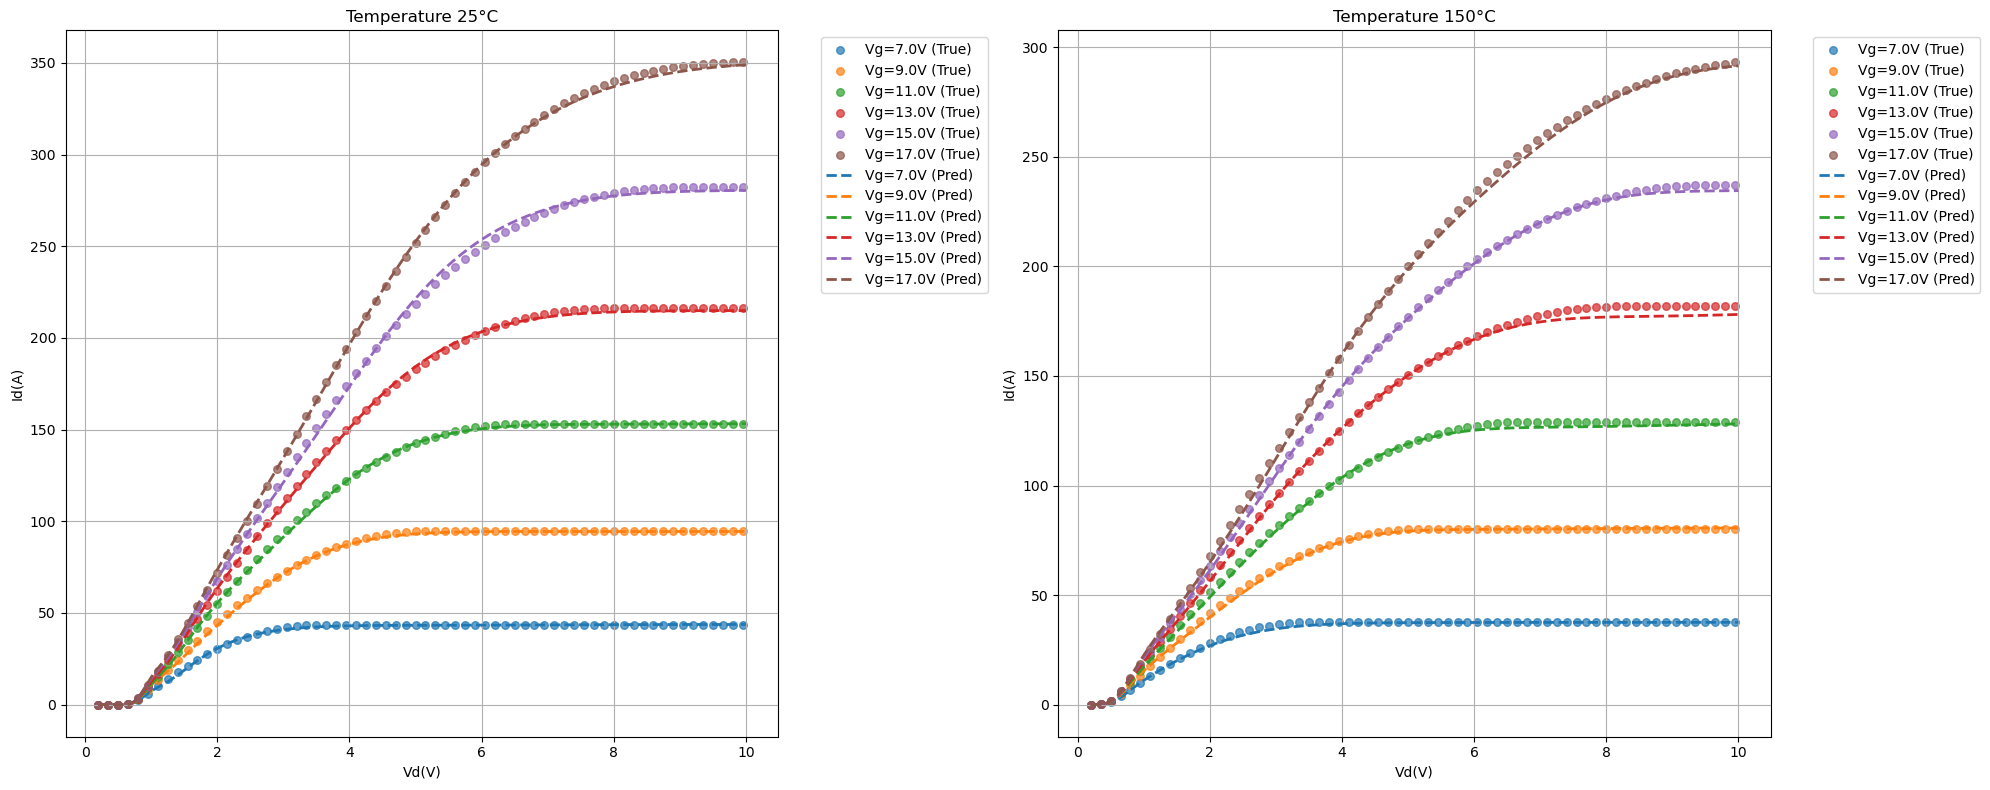 Temperature 25°C
Id(A)
350
300
250
200
150
100
50
0
0 2 4 6 8 10
Vd(V)
Vg=7.0V (True)
Vg=9.0V (True)
Vg=11.0V (True)
Vg=13.0V (True)
Vg=15.0V (True)
Vg=17.0V (True)
Vg=7.0V (Pred)
Vg=9.0V (Pred)
Vg=11.0V (Pred)
Vg=13.0V (Pred)
Vg=15.0V (Pred)
Vg=17.0V (Pred)
Temperature 150°C
Id(A)
300
250
200
150
100
50
0
0 2 4 6 8 10
Vd(V)
Vg=7.0V (True)
Vg=9.0V (True)
Vg=11.0V (True)
Vg=13.0V (True)
Vg=15.0V (True)
Vg=17.0V (True)
Vg=7.0V (Pred)
Vg=9.0V (Pred)
Vg=11.0V (Pred)
Vg=13.0V (Pred)
Vg=15.0V (Pred)
Vg=17.0V (Pred)